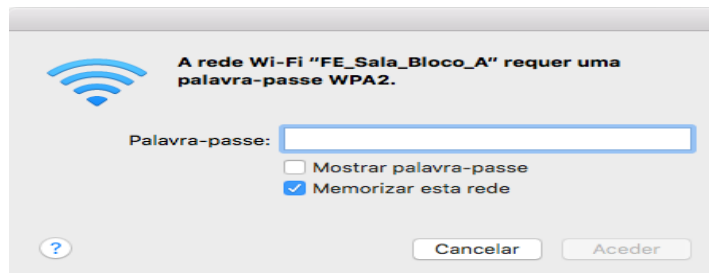 A rede Wi-Fi “FE_Sala_Bloco_A” requer uma
palavra-passe WPA2.
Palavra-passe:
Mostrar palavra-passe
Memorizar esta rede
?
Cancelar
Aceder